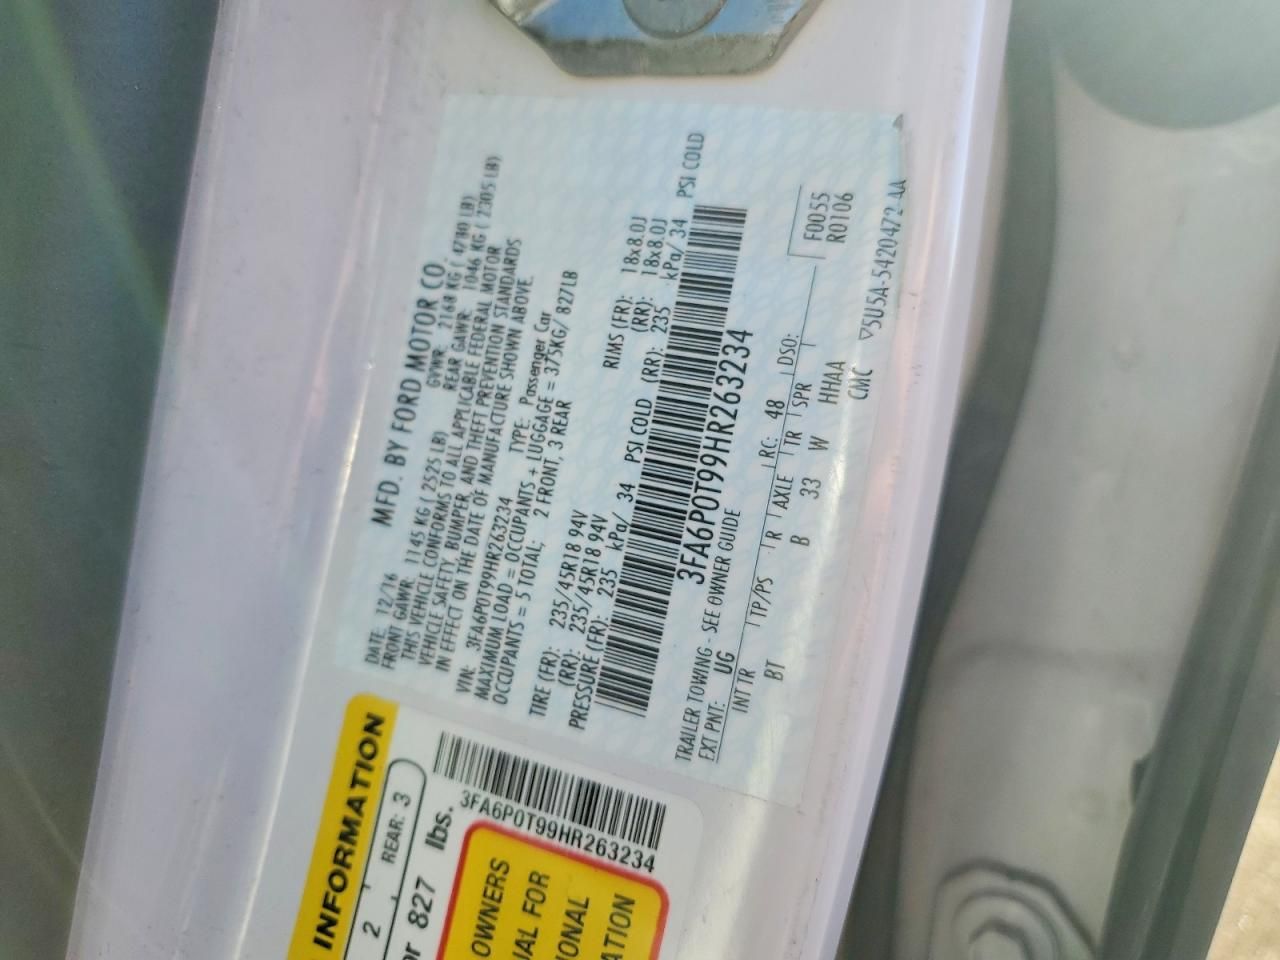 MFD. BY FORD MOTOR CO.
DATE: 12/16 GVWR: 2168 KG ( 4780 LB)
FRONT GAWR: 1145 KG ( 2525 LB) REAR GAWR: 1046 KG ( 2305 LB)
THIS VEHICLE CONFORMS TO ALL APPLICABLE FEDERAL MOTOR
VEHICLE SAFETY, BUMPER, AND THEFT PREVENTION STANDARDS
IN EFFECT ON THE DATE OF MANUFACTURE SHOWN ABOVE.
VIN: 3FA6P0T99HR263234 TYPE: Passenger Car
MAXIMUM LOAD = OCCUPANTS + LUGGAGE = 375KG/ 827LB
OCCUPANTS = 5 TOTAL; 2 FRONT, 3 REAR
TIRE (FR): 235/45R18 94V RIMS (FR): 18x8.0J
(RR): 235/45R18 94V (RR): 18x8.0J
PRESSURE (FR): 235 kPa/ 34 PSI COLD (RR): 235 kPa/ 34 PSI COLD
3FA6P0T99HR263234
TRAILER TOWING - SEE OWNER GUIDE
EXT PNT: UG RC: 48 DSO: F0055
INT TR TP/PS R AXLE TR SPR R0106
BT B 33 W HHAA
CMC ▽5U5A-5420472-AA
INFORMATION
2 REAR: 3
or 827 lbs.
3FA6P0T99HR263234
OWNERS
IAL FOR
IONAL
ATION